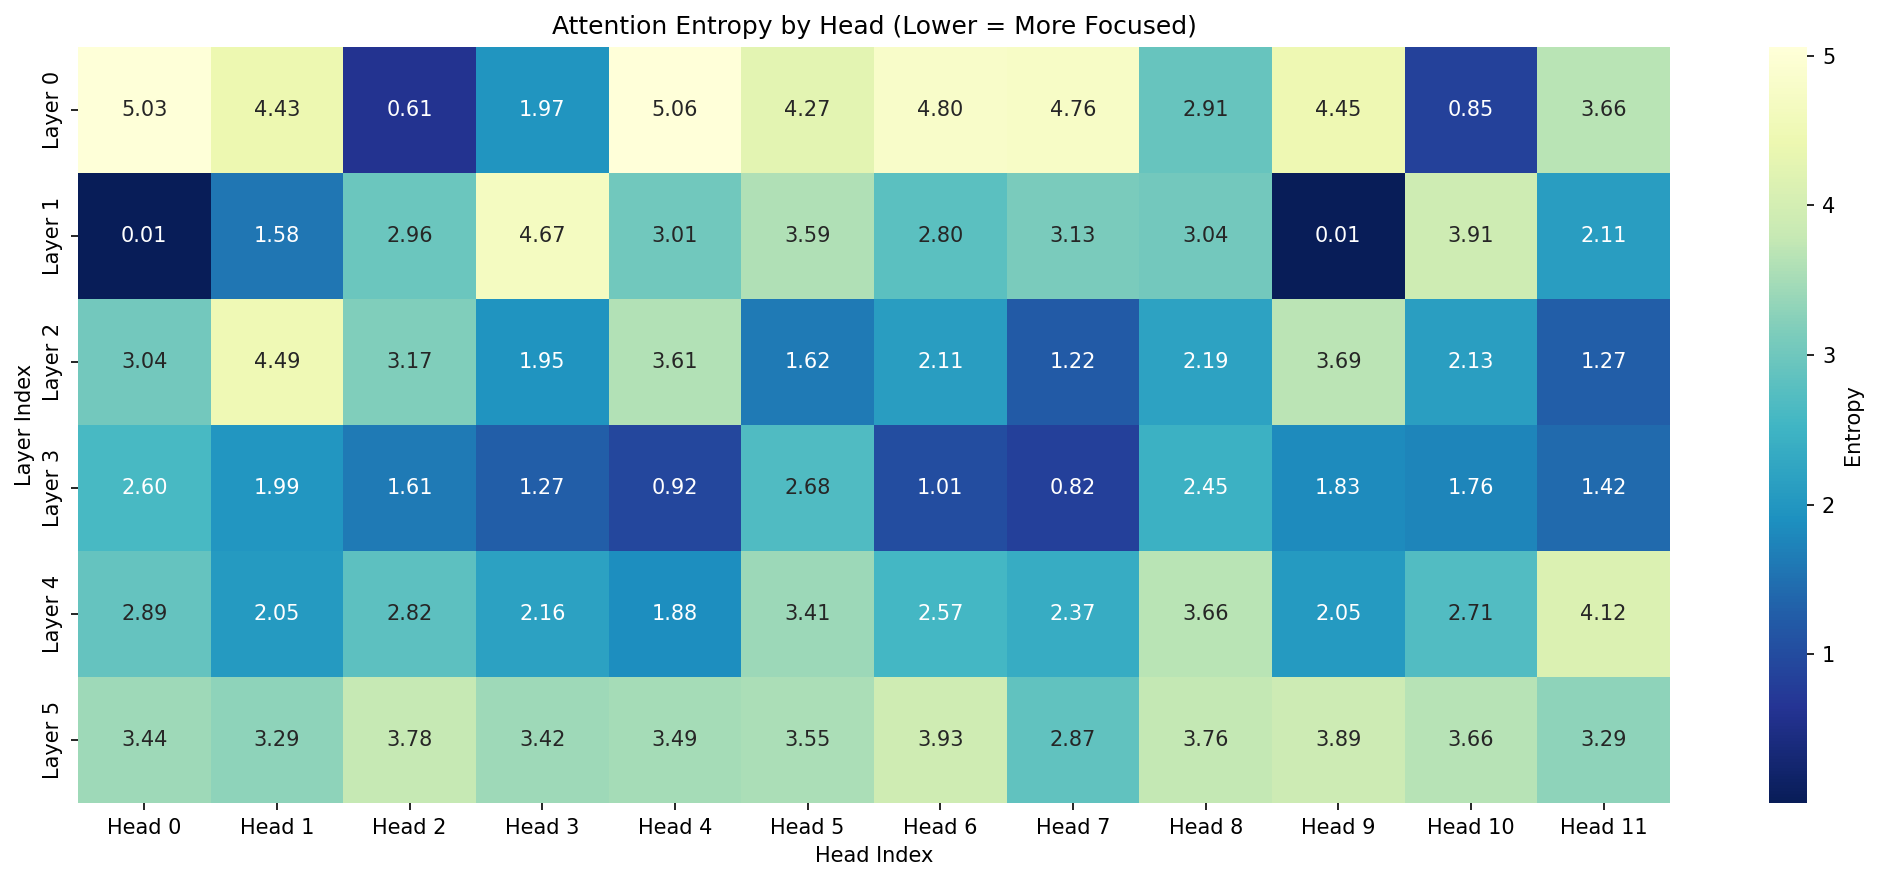 Attention Entropy by Head (Lower = More Focused)
Layer Index
Layer 0 5.03 4.43 0.61 1.97 5.06 4.27 4.80 4.76 2.91 4.45 0.85 3.66
Layer 1 0.01 1.58 2.96 4.67 3.01 3.59 2.80 3.13 3.04 0.01 3.91 2.11
Layer 2 3.04 4.49 3.17 1.95 3.61 1.62 2.11 1.22 2.19 3.69 2.13 1.27
Layer 3 2.60 1.99 1.61 1.27 0.92 2.68 1.01 0.82 2.45 1.83 1.76 1.42
Layer 4 2.89 2.05 2.82 2.16 1.88 3.41 2.57 2.37 3.66 2.05 2.71 4.12
Layer 5 3.44 3.29 3.78 3.42 3.49 3.55 3.93 2.87 3.76 3.89 3.66 3.29
Head 0 Head 1 Head 2 Head 3 Head 4 Head 5 Head 6 Head 7 Head 8 Head 9 Head 10 Head 11
Head Index
5
4
3
2
1
Entropy